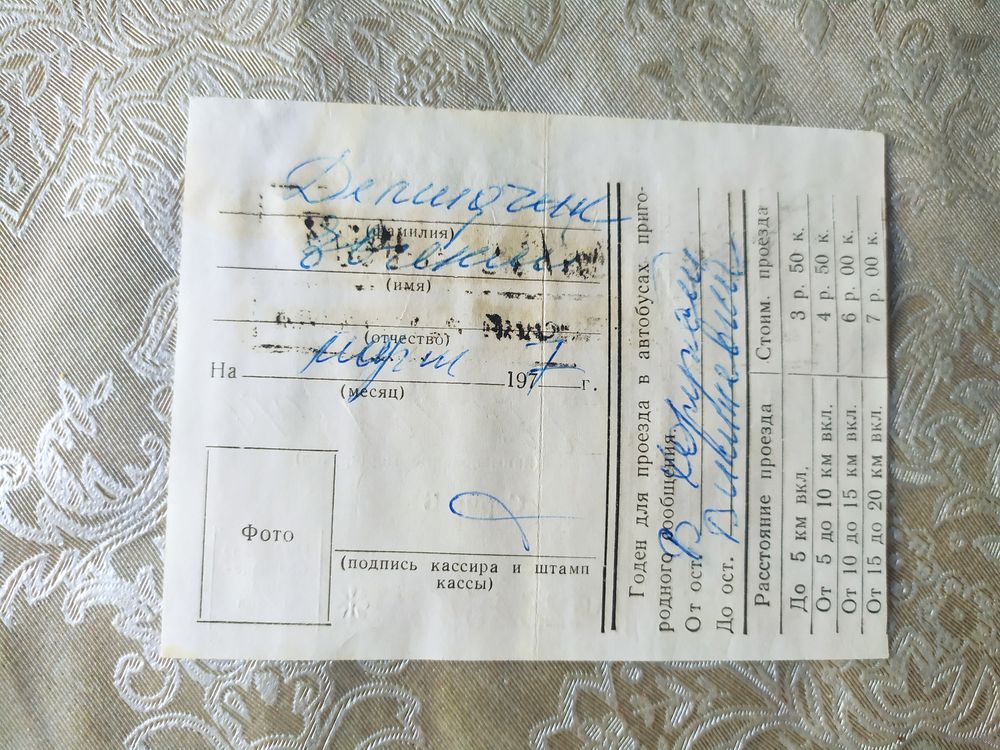 (фамилия)
(имя)
(отчество)
На март 1977 г.
(месяц)
Фото
(подпись кассира и штамп
кассы)
Годен для проезда в автобусах приго-
родного сообщения.
От ост.
До ост.
Расстояние проезда Стоим. проезда
До 5 км вкл. 3 р. 50 к.
От 5 до 10 км вкл. 4 р. 50 к.
От 10 до 15 км вкл. 6 р. 00 к.
От 15 до 20 км вкл. 7 р. 00 к.